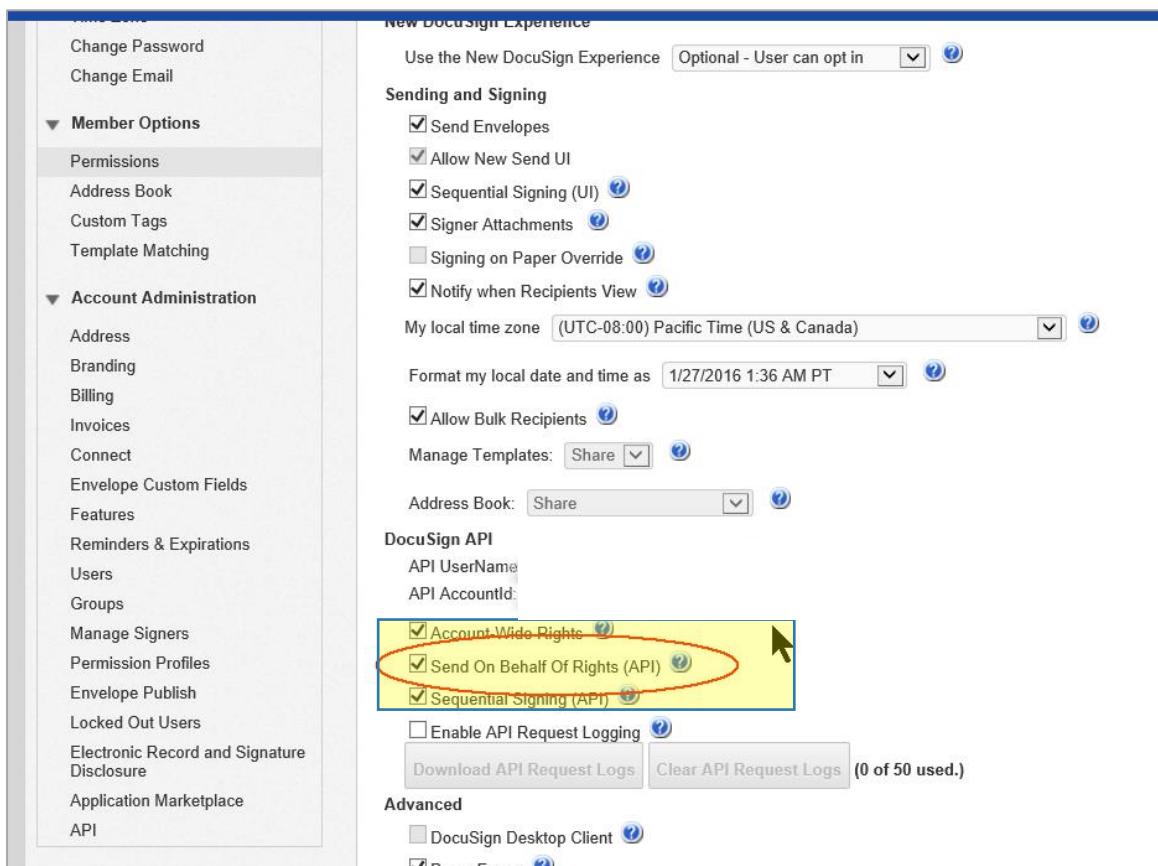 Time Zone
Change Password
Change Email
Member Options
Permissions
Address Book
Custom Tags
Template Matching
Account Administration
Address
Branding
Billing
Invoices
Connect
Envelope Custom Fields
Features
Reminders & Expirations
Users
Groups
Manage Signers
Permission Profiles
Envelope Publish
Locked Out Users
Electronic Record and Signature
Disclosure
Application Marketplace
API
New DocuSign Experience
Use the New DocuSign Experience Optional - User can opt in
Sending and Signing
Send Envelopes
Allow New Send UI
Sequential Signing (UI)
Signer Attachments
Signing on Paper Override
Notify when Recipients View
My local time zone (UTC-08:00) Pacific Time (US & Canada)
Format my local date and time as 1/27/2016 1:36 AM PT
Allow Bulk Recipients
Manage Templates: Share
Address Book: Share
DocuSign API
API UserName
API AccountId:
Account-Wide Rights
Send On Behalf Of Rights (API)
Sequential Signing (API)
Enable API Request Logging
Download API Request Logs Clear API Request Logs (0 of 50 used.)
Advanced
DocuSign Desktop Client